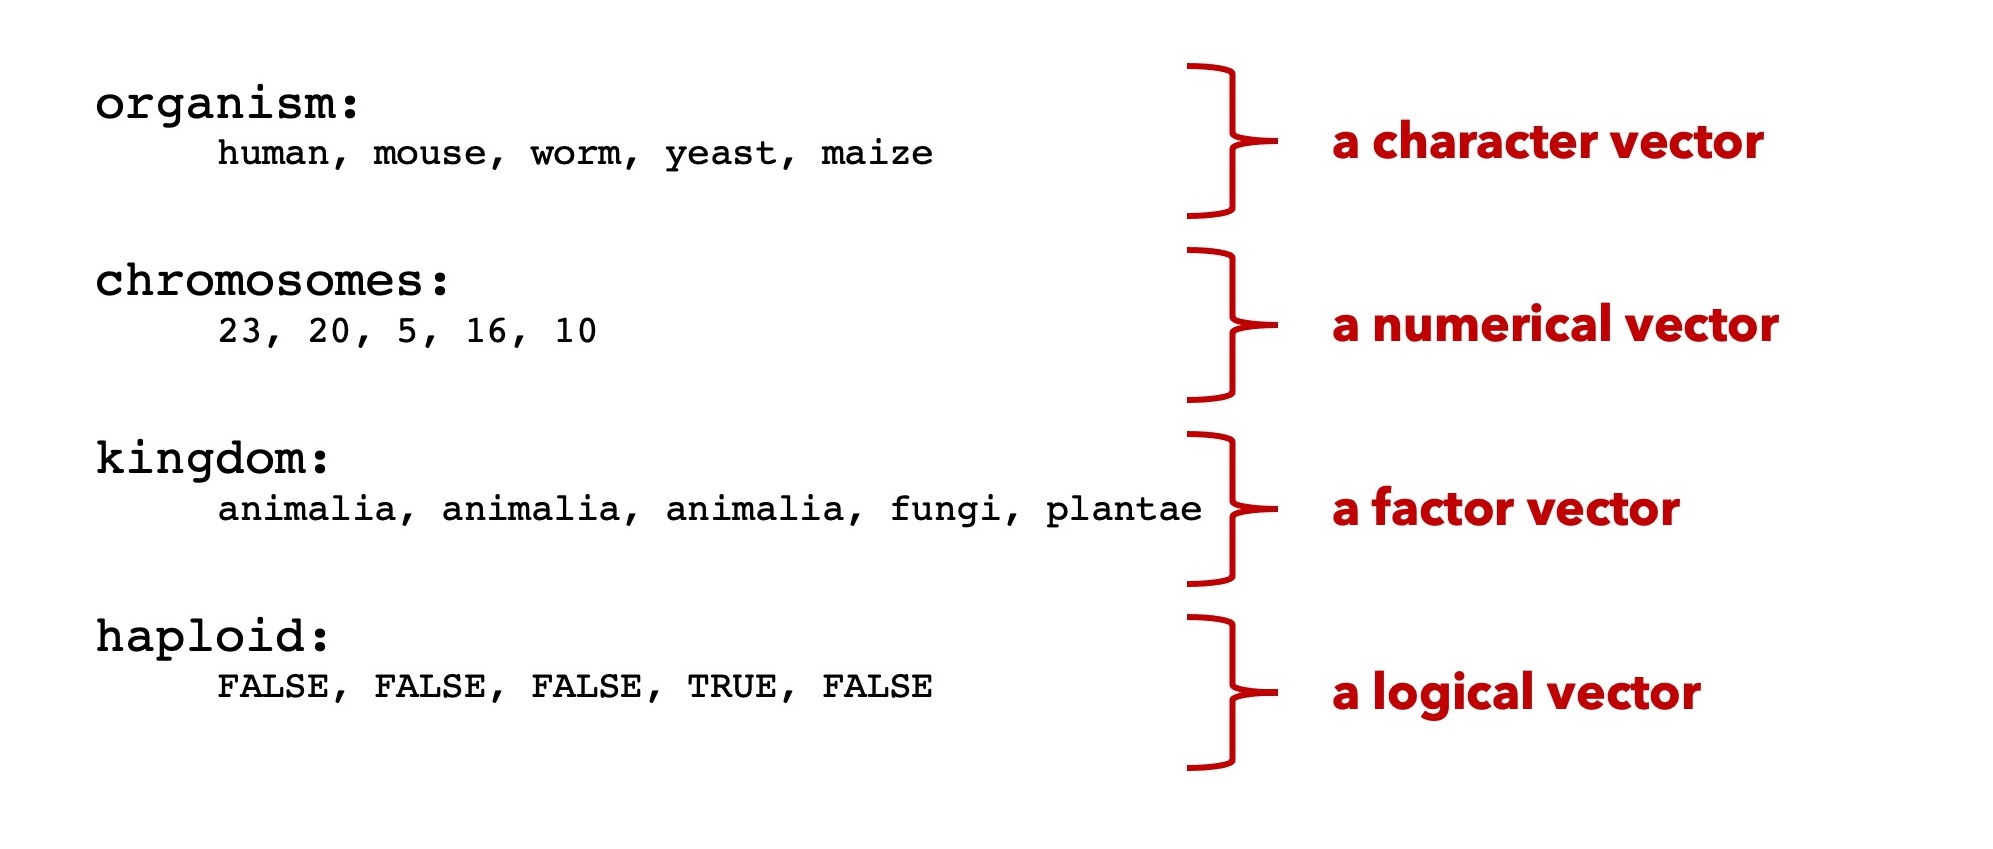 organism:
human, mouse, worm, yeast, maize
a character vector
chromosomes:
23, 20, 5, 16, 10
a numerical vector
kingdom:
animalia, animalia, animalia, fungi, plantae
a factor vector
haploid:
FALSE, FALSE, FALSE, TRUE, FALSE
a logical vector